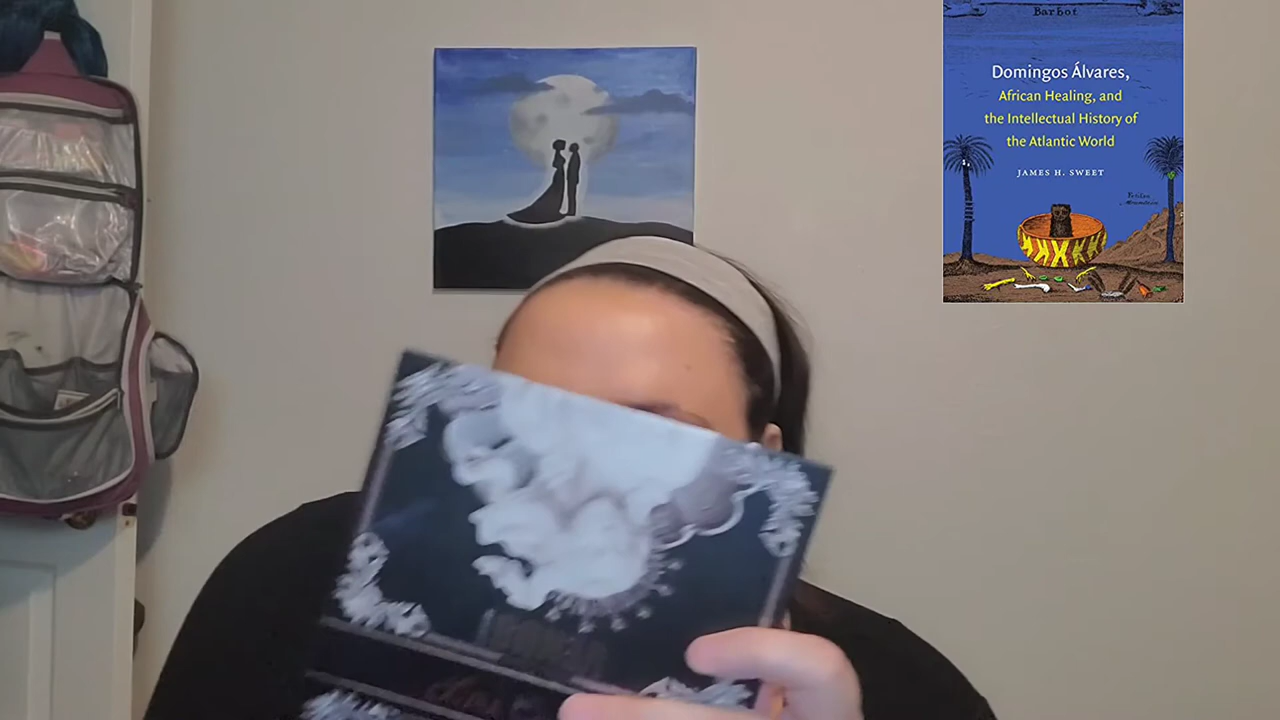 Barbot
Domingos Álvares,
African Healing, and
the Intellectual History of
the Atlantic World
JAMES H. SWEET